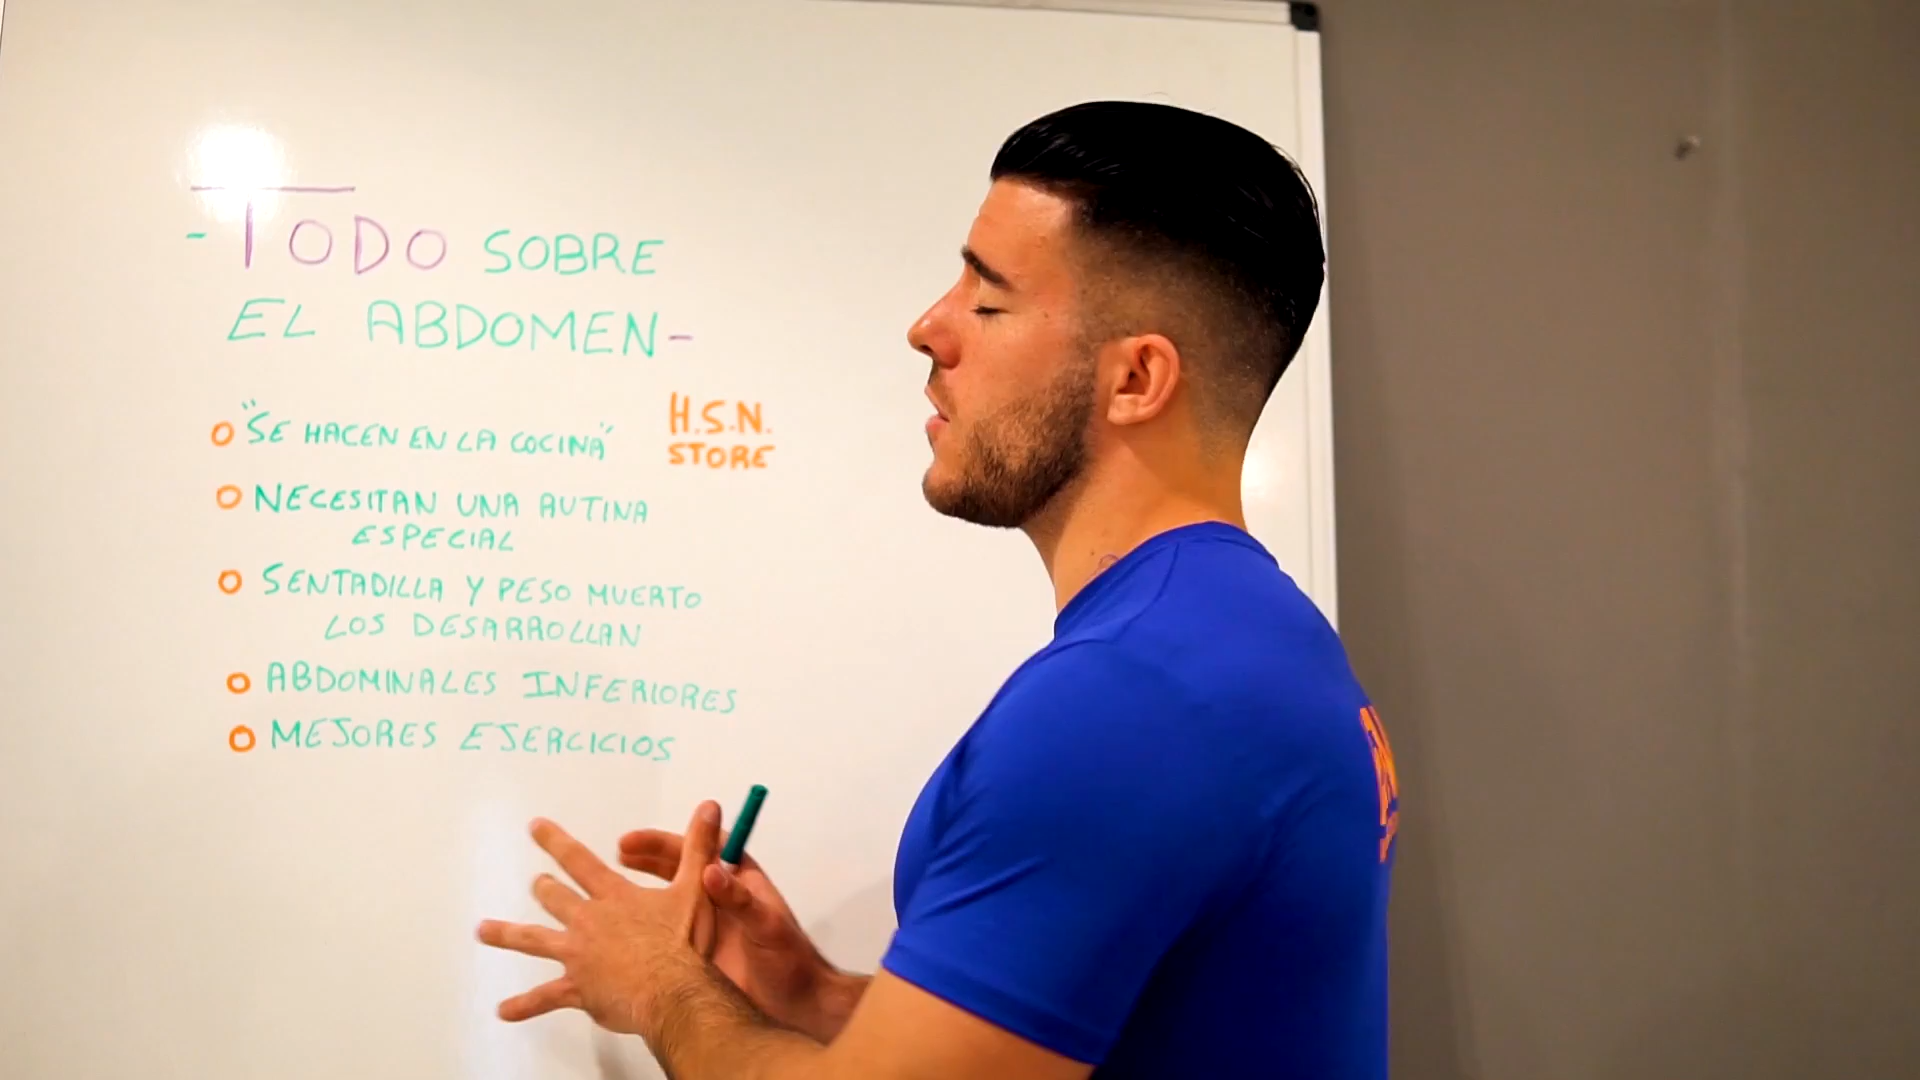 -TODO SOBRE
EL ABDOMEN-
"SE HACEN EN LA COCINA"
H.S.N.
STORE
NECESITAN UNA RUTINA
ESPECIAL
SENTADILLA Y PESO MUERTO
LOS DESARROLLAN
ABDOMINALES INFERIORES
MEJORES EJERCICIOS